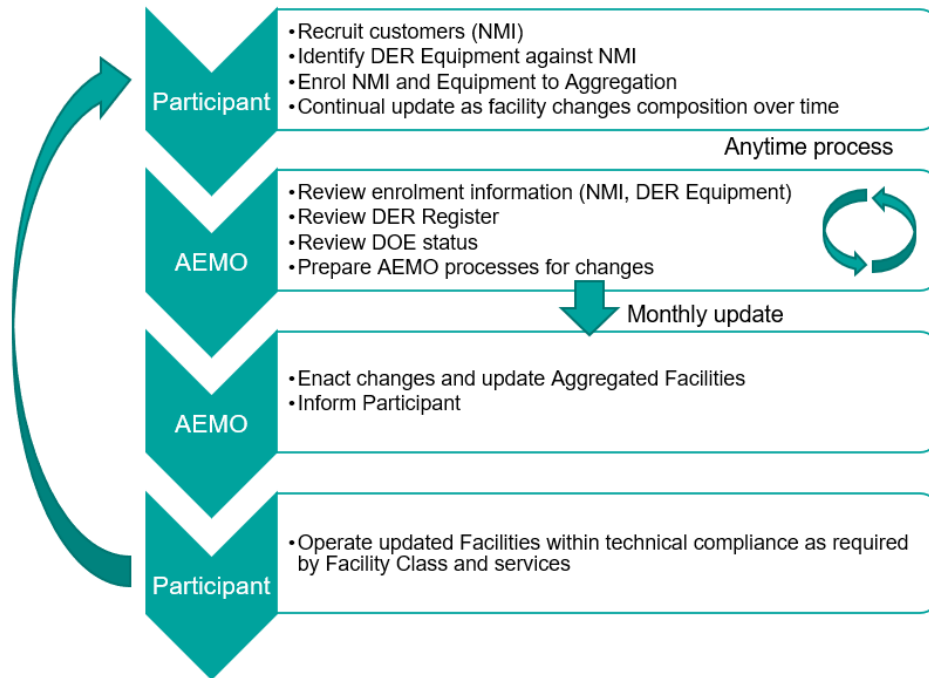 Participant
•Recruit customers (NMI)
•Identify DER Equipment against NMI
•Enrol NMI and Equipment to Aggregation
•Continual update as facility changes composition over time
Anytime process
AEMO
•Review enrolment information (NMI, DER Equipment)
•Review DER Register
•Review DOE status
•Prepare AEMO processes for changes
Monthly update
AEMO
•Enact changes and update Aggregated Facilities
•Inform Participant
Participant
•Operate updated Facilities within technical compliance as required
by Facility Class and services